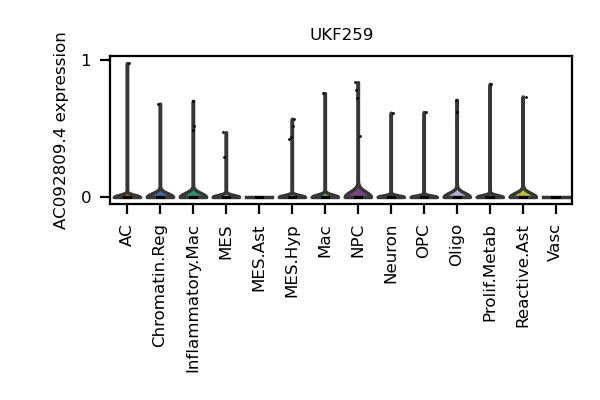 UKF259
AC092809.4 expression
1
0
AC
Chromatin.Reg
Inflammatory.Mac
MES
MES.Ast
MES.Hyp
Mac
NPC
Neuron
OPC
Oligo
Prolif.Metab
Reactive.Ast
Vasc